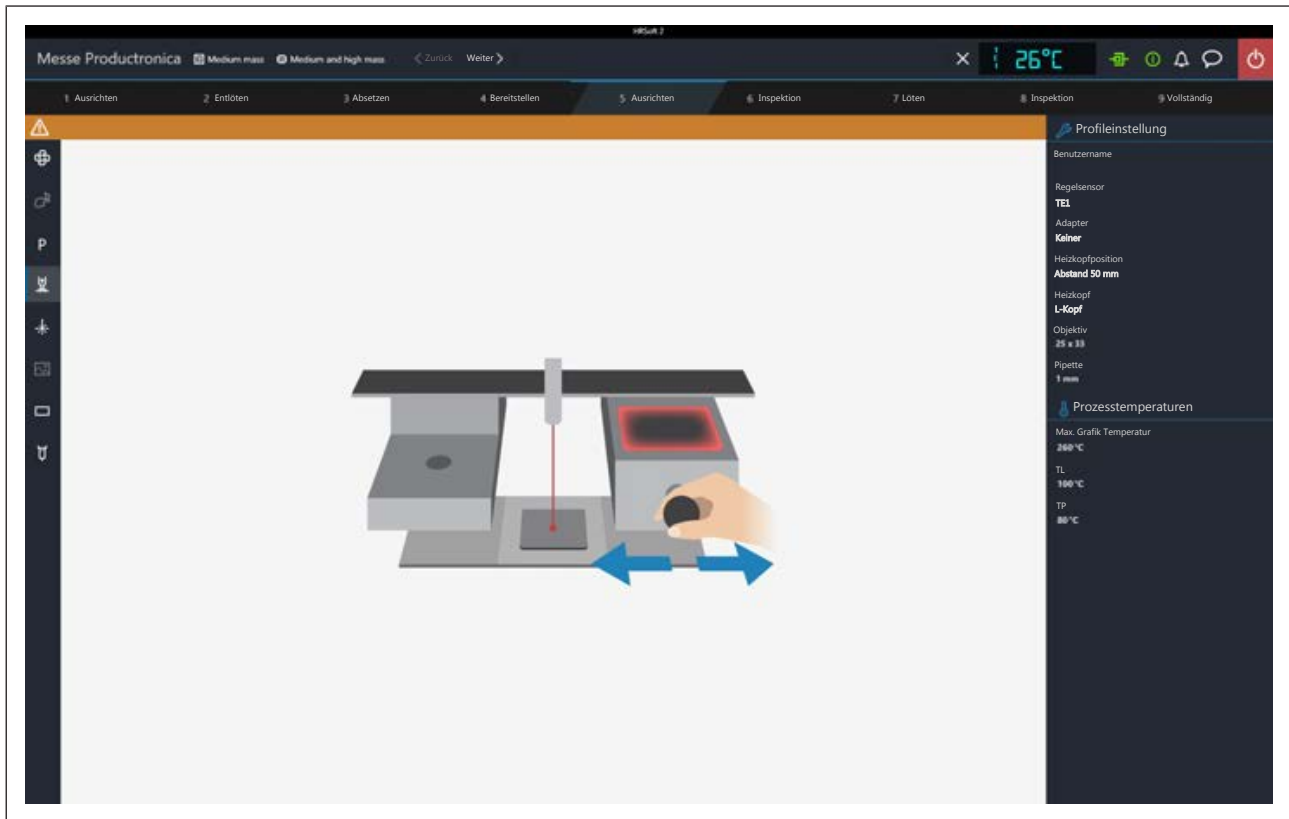 HRSoft 2
Messe Productronica Medium mass Medium and high mass Zurück Weiter 26°C
1 Ausrichten 2 Entlöten 3 Absetzen 4 Bereitstellen 5 Ausrichten 6 Inspektion 7 Löten 8 Inspektion 9 Vollständig
Profileinstellung
Benutzername
Regelsensor
TE1
Adapter
Keiner
Heizkopfposition
Abstand 50 mm
Heizkopf
L-Kopf
Objektiv
25 x 33
Pipette
1 mm
Prozesstemperaturen
Max. Grafik Temperatur
260°C
TL
100°C
TP
80°C
P